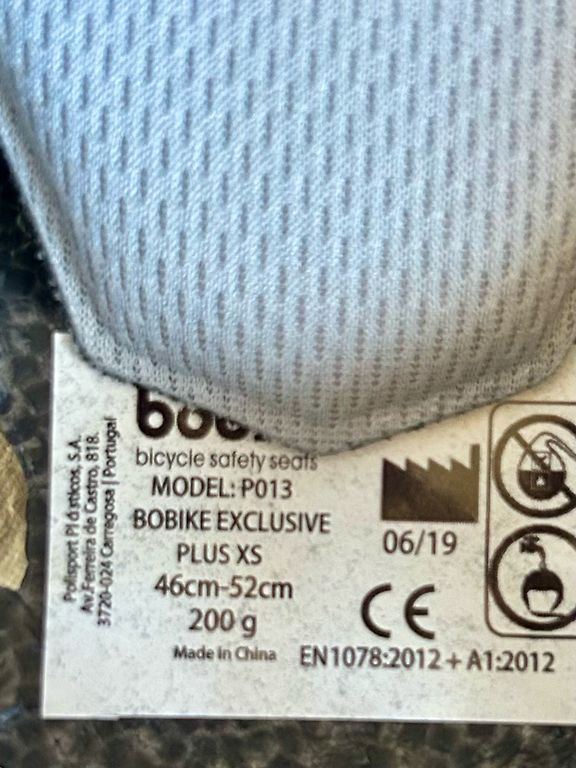 bicycle safety seats
MODEL: P013
BOBIKE EXCLUSIVE
PLUS XS
46cm-52cm
200 g
Made in China
06/19
CE
EN1078:2012 + A1:2012
Polisport Plásticos, S.A.
Av.Ferreira de Castro, 818.
3720-024 Carregosa | Portugal